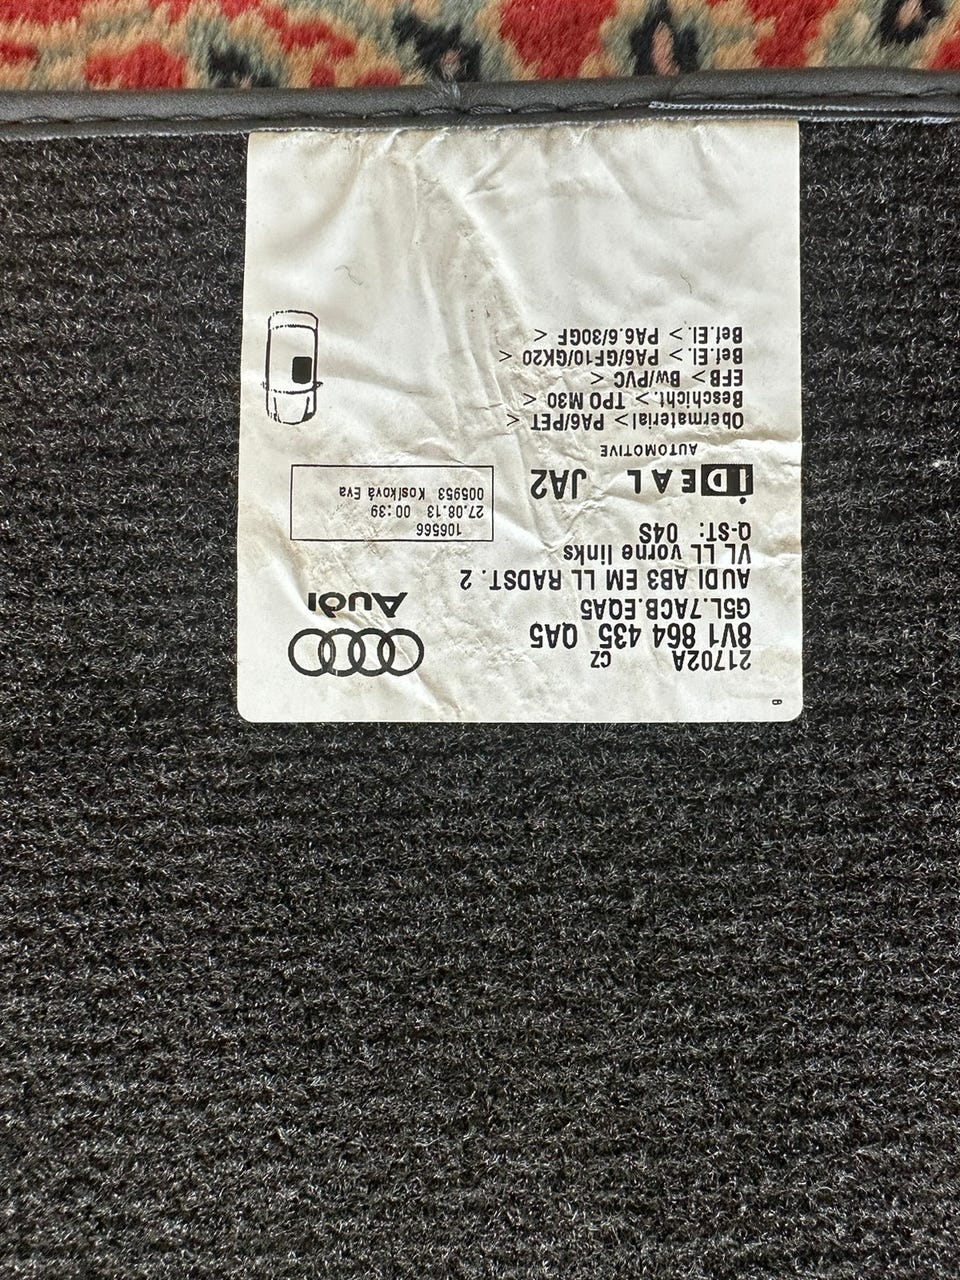 B
21702A CZ
8V1 864 435 QA5
G5L.7ACB.EQA5
AUDI AB3 EM LL RADST. 2
VL LL vorne links
Q-ST: 04S
Audi
106566
27.08.13 00:39
005953 Kosíková Eva
iDEAL JA2
AUTOMOTIVE
Obermaterial> PA6/PET <
Beschicht.> TPO M30 <
EFB> Bw/PVC <
Bef.El.> PA6/GF10/GK20 <
Bef.El.> PA6.6/30GF <